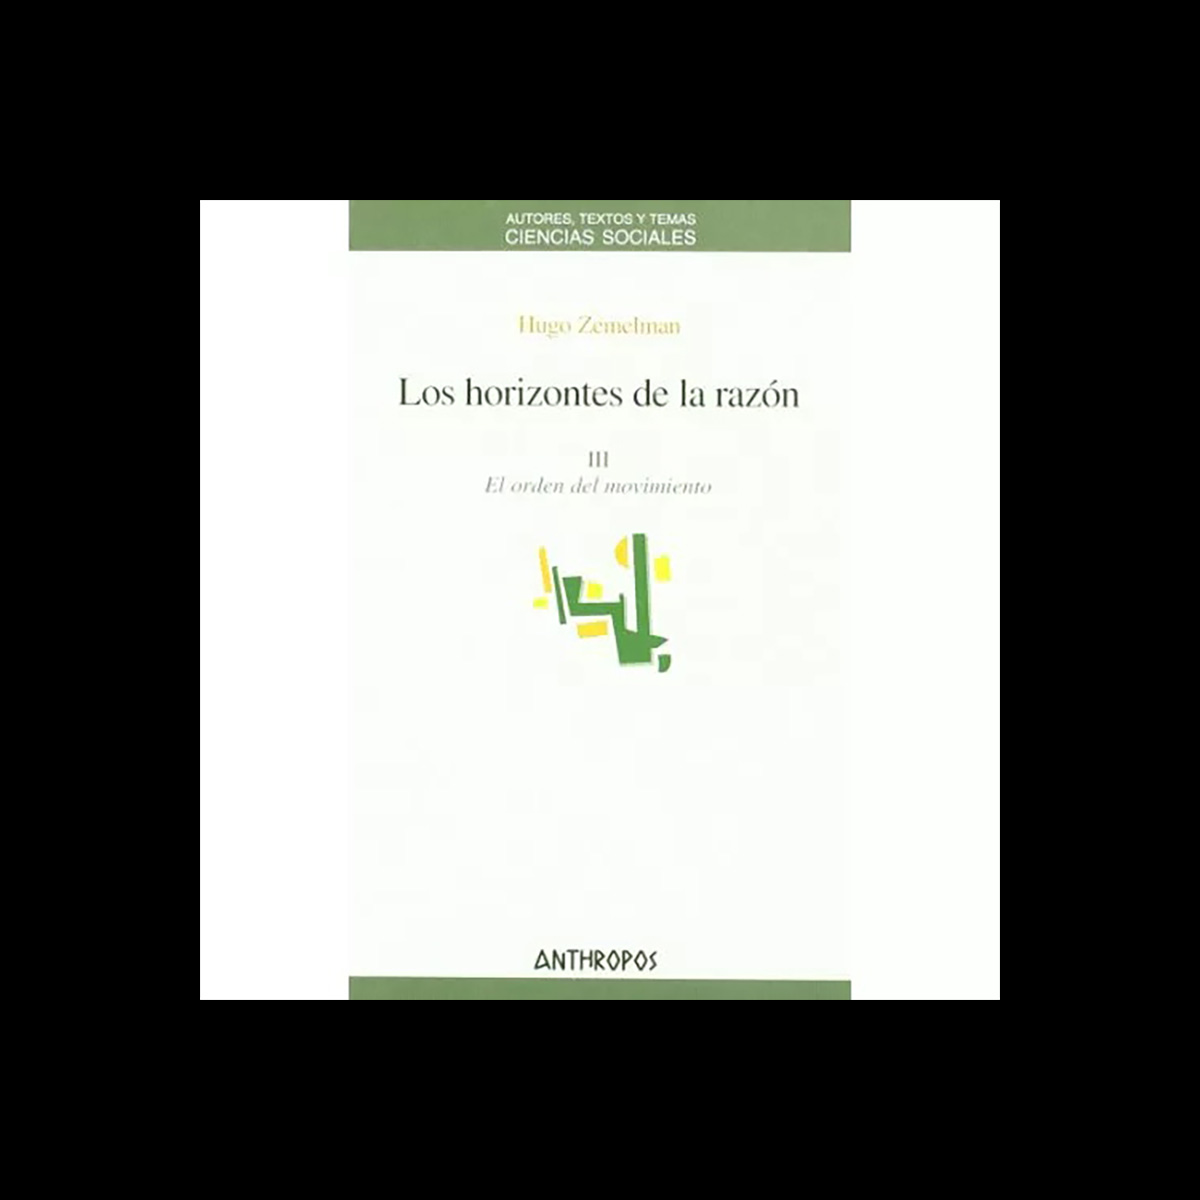 AUTORES, TEXTOS Y TEMAS
CIENCIAS SOCIALES
Hugo Zemelman
Los horizontes de la razón
III
El orden del movimiento
ANTHROPOS